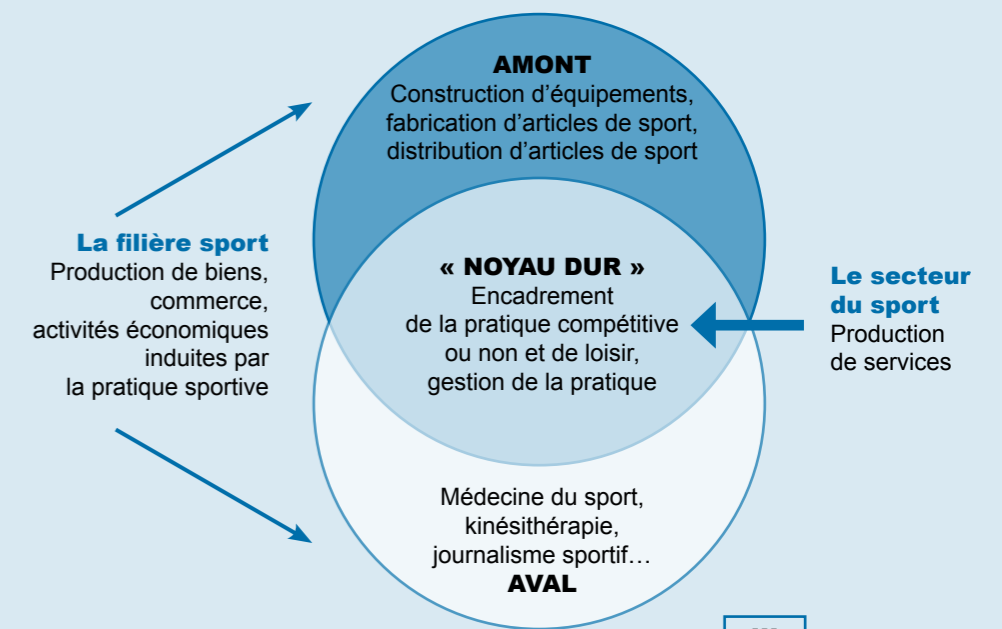 AMONT
Construction d’équipements,
fabrication d’articles de sport,
distribution d’articles de sport
La filière sport
Production de biens,
commerce,
activités économiques
induites par
la pratique sportive
« NOYAU DUR »
Encadrement
de la pratique compétitive
ou non et de loisir,
gestion de la pratique
Le secteur
du sport
Production
de services
Médecine du sport,
kinésithérapie,
journalisme sportif…
AVAL